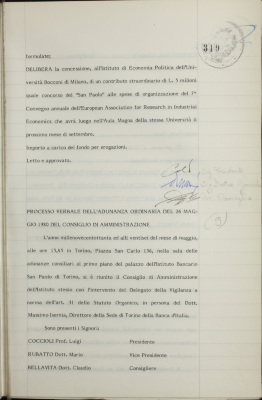 319
formulate;
DELIBERA la concessione, all'Istituto di Economia Politica dell'Uni-
versità Bocconi di Milano, di un contributo straordinario di L. 5 milioni
quale concorso del "San Paolo" alle spese di organizzazione del 7°
Convegno annuale dell'European Association for Research in Industrial
Economics che avrà luogo nell'Aula Magna della stessa Università il
prossimo mese di settembre.
Importo a carico del fondo per erogazioni.
Letto e approvato.
PROCESSO VERBALE DELL'ADUNANZA ORDINARIA DEL 26 MAG
GIO 1980 DEL CONSIGLIO DI AMMINISTRAZIONE
L'anno millenovecentottanta ed alli ventisei del mese di maggio,
alle ore in Torino, Piazza San Carlo 156, nella sala delle
adunanze consiliari al primo piano del palazzo dell'Istituto Bancario
San Paolo di Torino, si è riunito il Consiglio di Amministrazione
dell'Istituto stesso con l'intervento del Delegato della Vigilanza a
norma dell'art. 31 dello Statuto Organico, in persona del Dott.
Massimo Isernia, Direttore della Sede di Torino della Banca d'Italia.
Sono presenti i Signori
COCCIOLI Prof. Luigi Presidente
RUBATTO Dott. Mario Vice Presidente
BELLAVITA Dott. Claudio Consigliere